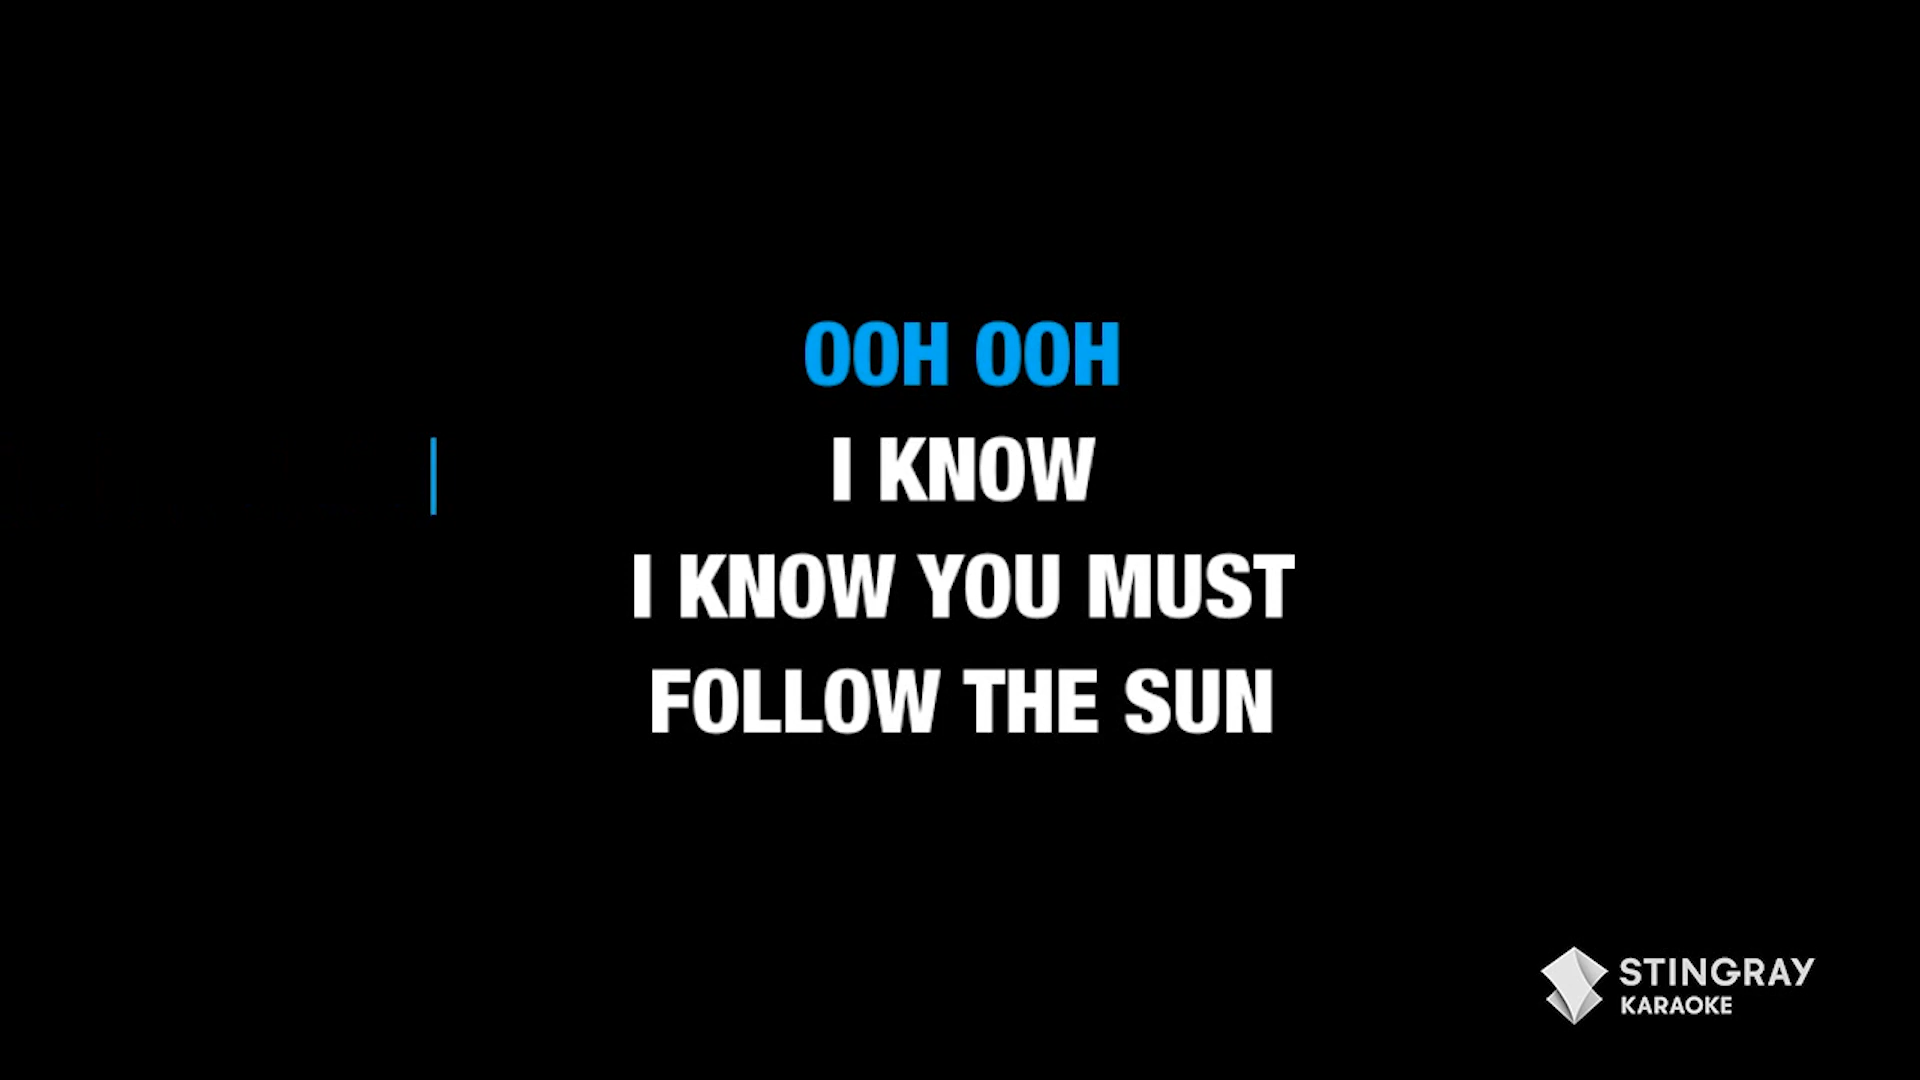 OOH OOH
I KNOW
I KNOW YOU MUST
FOLLOW THE SUN
STINGRAY
KARAOKE